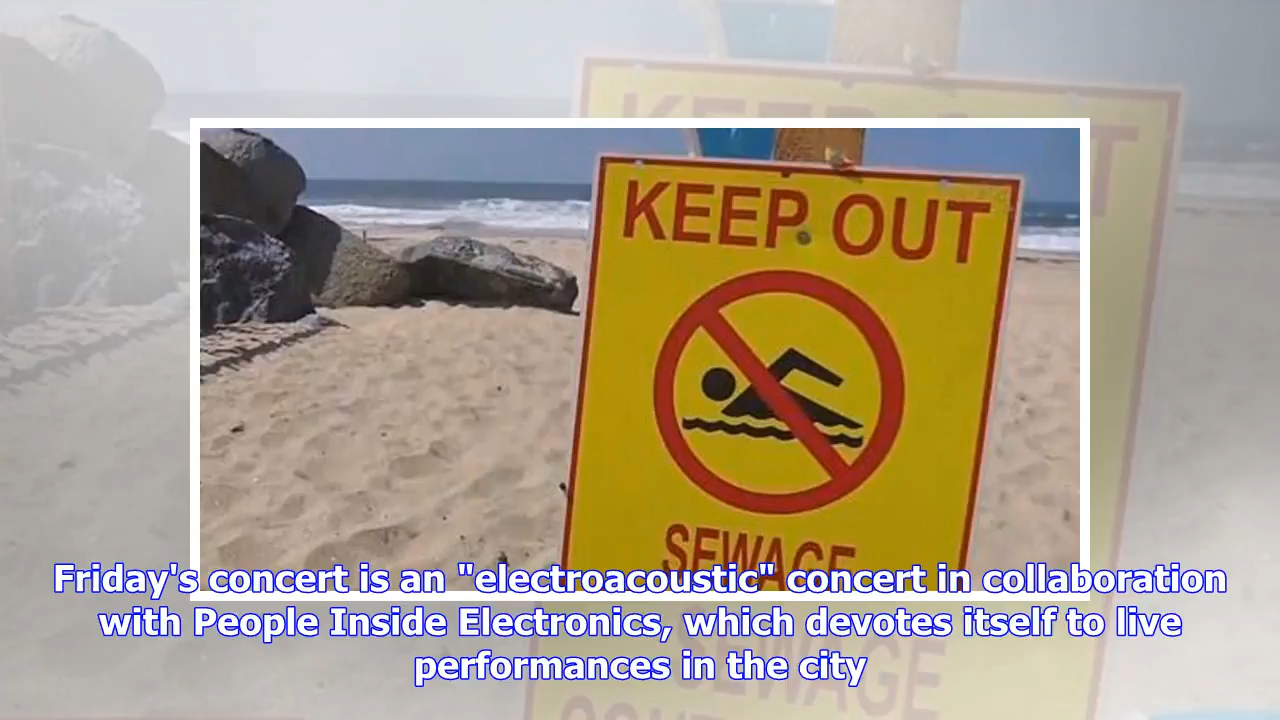 KEEP OUT
SEWAGE
Friday's concert is an "electroacoustic" concert in collaboration
with People Inside Electronics, which devotes itself to live
performances in the city